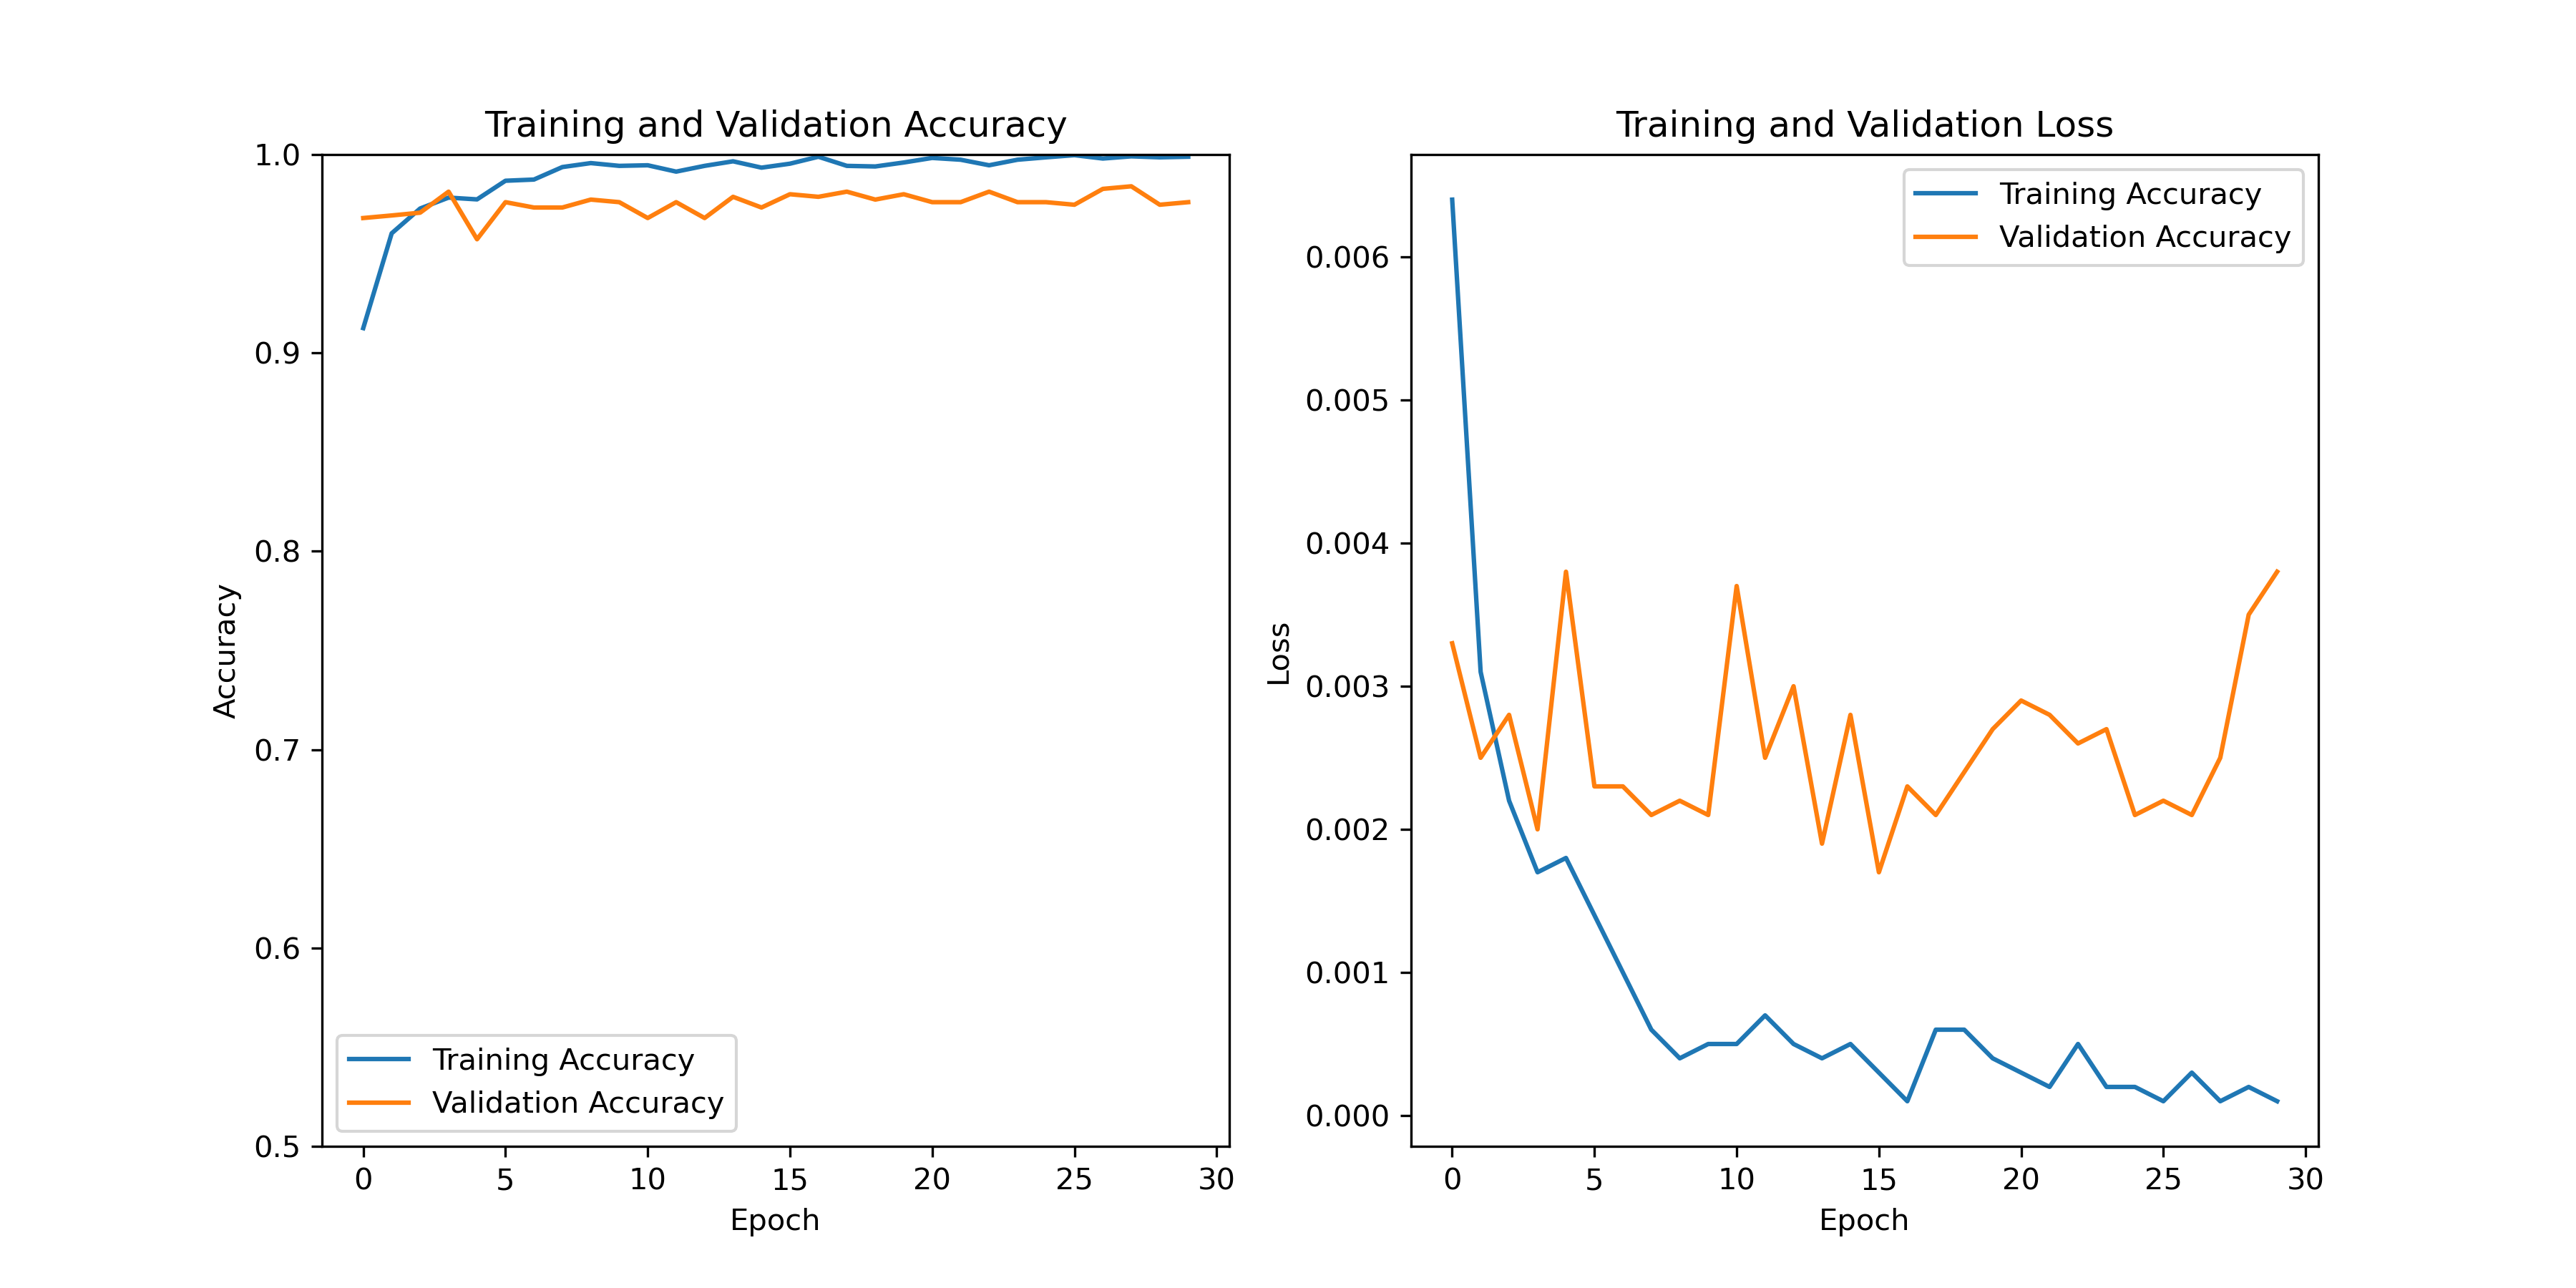 Training and Validation Accuracy
1.0
0.9
0.8
0.7
0.6
0.5
Accuracy
Training Accuracy
Validation Accuracy
0 5 10 15 20 25 30
Epoch
Training and Validation Loss
Training Accuracy
Validation Accuracy
0.006
0.005
0.004
0.003
0.002
0.001
0.000
Loss
0 5 10 15 20 25 30
Epoch